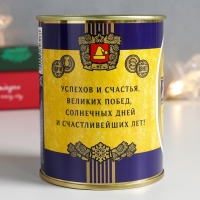 УСПЕХОВ И СЧАСТЬЯ,
ВЕЛИКИХ ПОБЕД,
СОЛНЕЧНЫХ ДНЕЙ
И СЧАСТЛИВЕЙШИХ ЛЕТ!